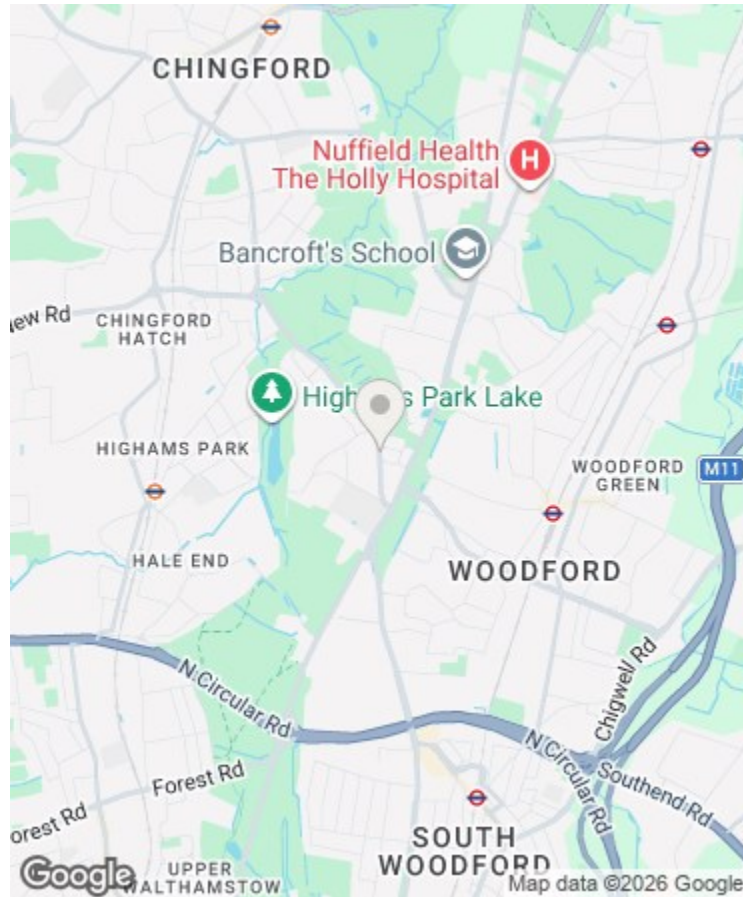 CHINGFORD
Nuffield Health
The Holly Hospital
H
Bancroft's School
ew Rd
CHINGFORD
HATCH
Highams Park Lake
HIGHAMS PARK
WOODFORD
GREEN
M11
HALE END
WOODFORD
N Circular Rd
Chigwell Rd
N Circular Rd
Southend Rd
Forest Rd
orest Rd
SOUTH
WOODFORD
UPPER
WALTHAMSTOW
Google
Map data ©2026 Google